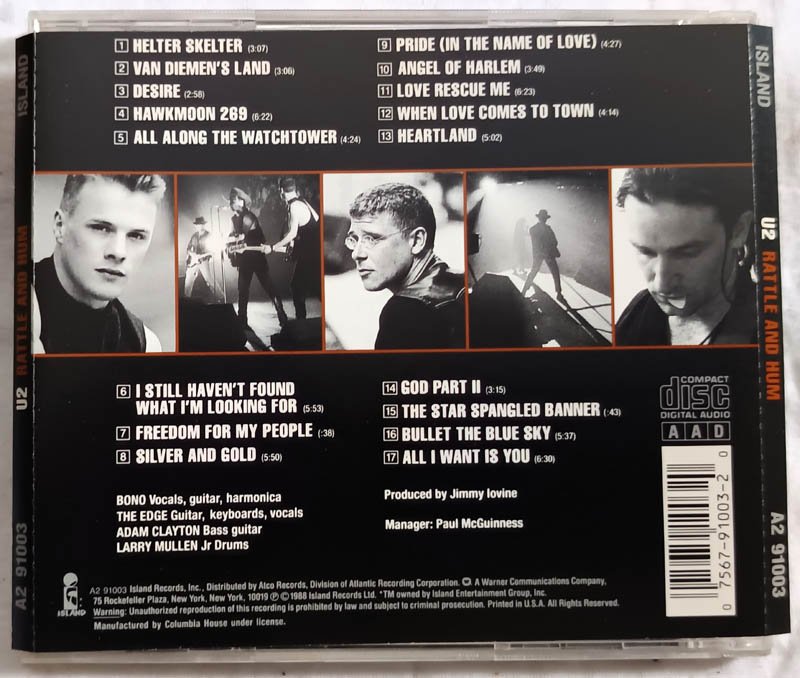 1 HELTER SKELTER (3:07)
2 VAN DIEMEN'S LAND (3:06)
3 DESIRE (2:58)
4 HAWKMOON 269 (6:22)
5 ALL ALONG THE WATCHTOWER (4:24)
9 PRIDE (IN THE NAME OF LOVE) (4:27)
10 ANGEL OF HARLEM (3:49)
11 LOVE RESCUE ME (6:23)
12 WHEN LOVE COMES TO TOWN (4:14)
13 HEARTLAND (5:02)
6 I STILL HAVEN'T FOUND
WHAT I'M LOOKING FOR (5:53)
7 FREEDOM FOR MY PEOPLE (:38)
8 SILVER AND GOLD (5:50)
14 GOD PART II (3:15)
15 THE STAR SPANGLED BANNER (:43)
16 BULLET THE BLUE SKY (5:37)
17 ALL I WANT IS YOU (6:30)
COMPACT
disc
DIGITAL AUDIO
AAD
BONO Vocals, guitar, harmonica
THE EDGE Guitar, keyboards, vocals
ADAM CLAYTON Bass guitar
LARRY MULLEN Jr Drums
Produced by Jimmy Iovine
Manager: Paul McGuinness
0 7567-91003-2 0
ISLAND
A2 91003 Island Records, Inc., Distributed by Atco Records, Division of Atlantic Recording Corporation. A Warner Communications Company,
75 Rockefeller Plaza, New York, New York, 10019 ℗ © 1988 Island Records Ltd. *TM owned by Island Entertainment Group, Inc.
Warning: Unauthorized reproduction of this recording is prohibited by law and subject to criminal prosecution. Printed in U.S.A. All Rights Reserved.
Manufactured by Columbia House under license.
A2 91003 U2 RATTLE AND HUM ISLAND
ISLAND U2 RATTLE AND HUM A2 91003